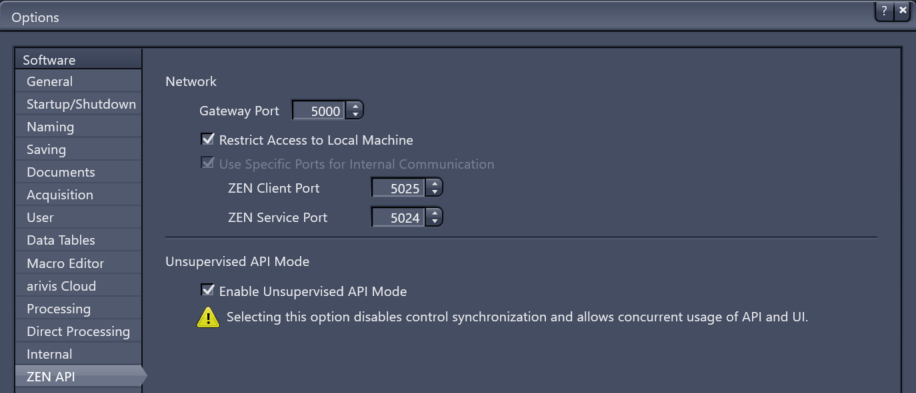 Options
?
Software
General
Startup/Shutdown
Naming
Saving
Documents
Acquisition
User
Data Tables
Macro Editor
arivis Cloud
Processing
Direct Processing
Internal
ZEN API
Network
Gateway Port 5000
Restrict Access to Local Machine
Use Specific Ports for Internal Communication
ZEN Client Port 5025
ZEN Service Port 5024
Unsupervised API Mode
Enable Unsupervised API Mode
Selecting this option disables control synchronization and allows concurrent usage of API and UI.